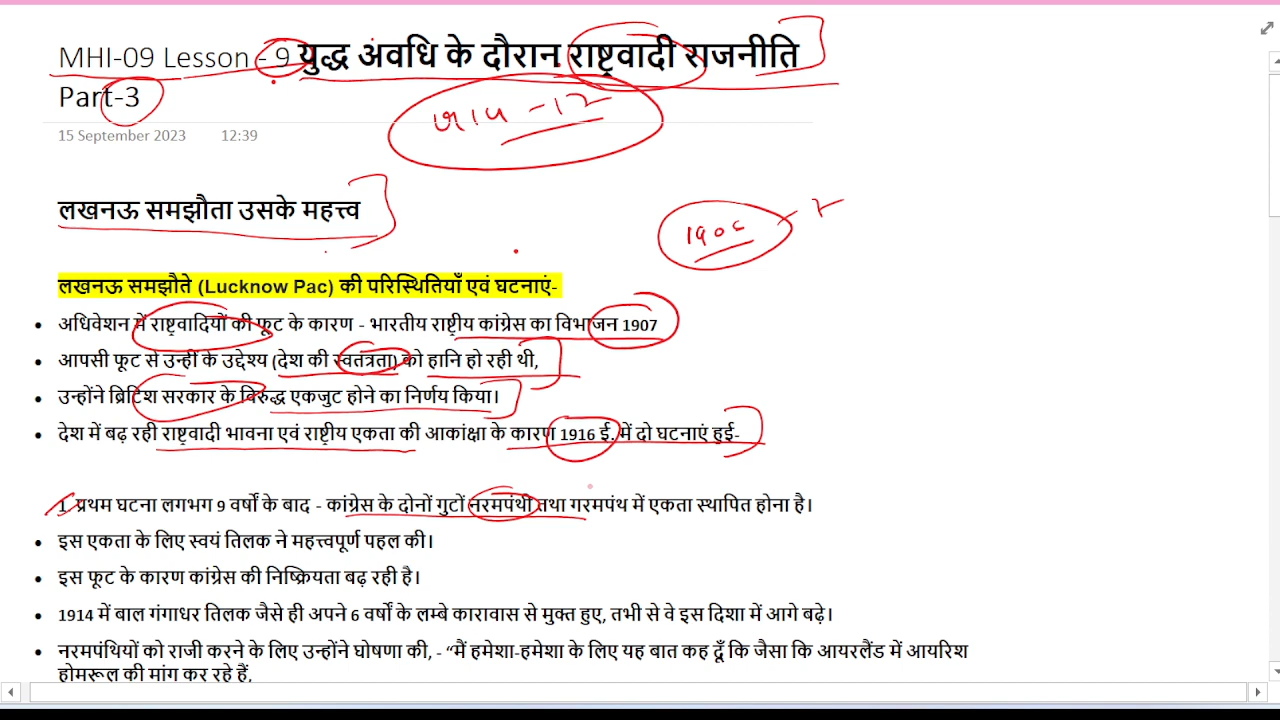 MHI-09 Lesson - 9 युद्ध अंवधि के दौरान राष्ट्रवादी राजनीति
Part-3
15 September 2023 12:39
लखनऊ समझौता उसके महत्त्व
लखनऊ समझौते (Lucknow Pac) की परिस्थितियाँ एवं घटनाएं-
• अधिवेशन में राष्ट्रवादियों की फूट के कारण - भारतीय राष्ट्रीय कांग्रेस का विभाजन 1907
• आपसी फूट से उन्हीं के उद्देश्य (देश की स्वतंत्रता) को हानि हो रही थी,
• उन्होंने ब्रिटिश सरकार के विरुद्ध एकजुट होने का निर्णय किया।
• देश में बढ़ रही राष्ट्रवादी भावना एवं राष्ट्रीय एकता की आकांक्षा के कारण 1916 ई. में दो घटनाएं हुई-
1. प्रथम घटना लगभग 9 वर्षों के बाद - कांग्रेस के दोनों गुटों नरमपंथी तथा गरमपंथ में एकता स्थापित होना है।
• इस एकता के लिए स्वयं तिलक ने महत्त्वपूर्ण पहल की।
• इस फूट के कारण कांग्रेस की निष्क्रियता बढ़ रही है।
• 1914 में बाल गंगाधर तिलक जैसे ही अपने 6 वर्षों के लम्बे कारावास से मुक्त हुए, तभी से वे इस दिशा में आगे बढ़े।
• नरमपंथियों को राजी करने के लिए उन्होंने घोषणा की, - “मैं हमेशा-हमेशा के लिए यह बात कह दूँ कि जैसा कि आयरलैंड में आयरिश
होमरूल की मांग कर रहे हैं,